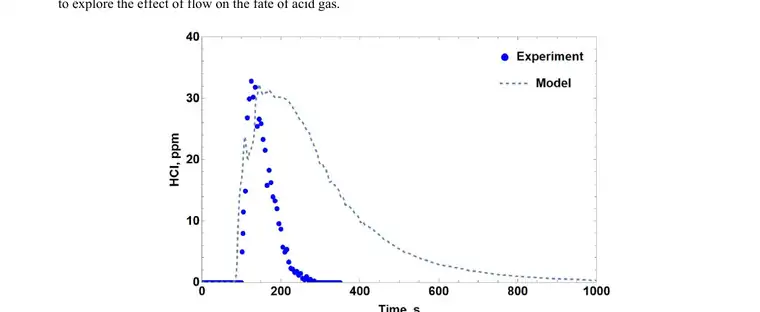 to explore the effect of flow on the fate of acid gas.
40
Experiment
Model
30
20
HCl, ppm
10
0
0 200 400 600 800 1000
Time, s